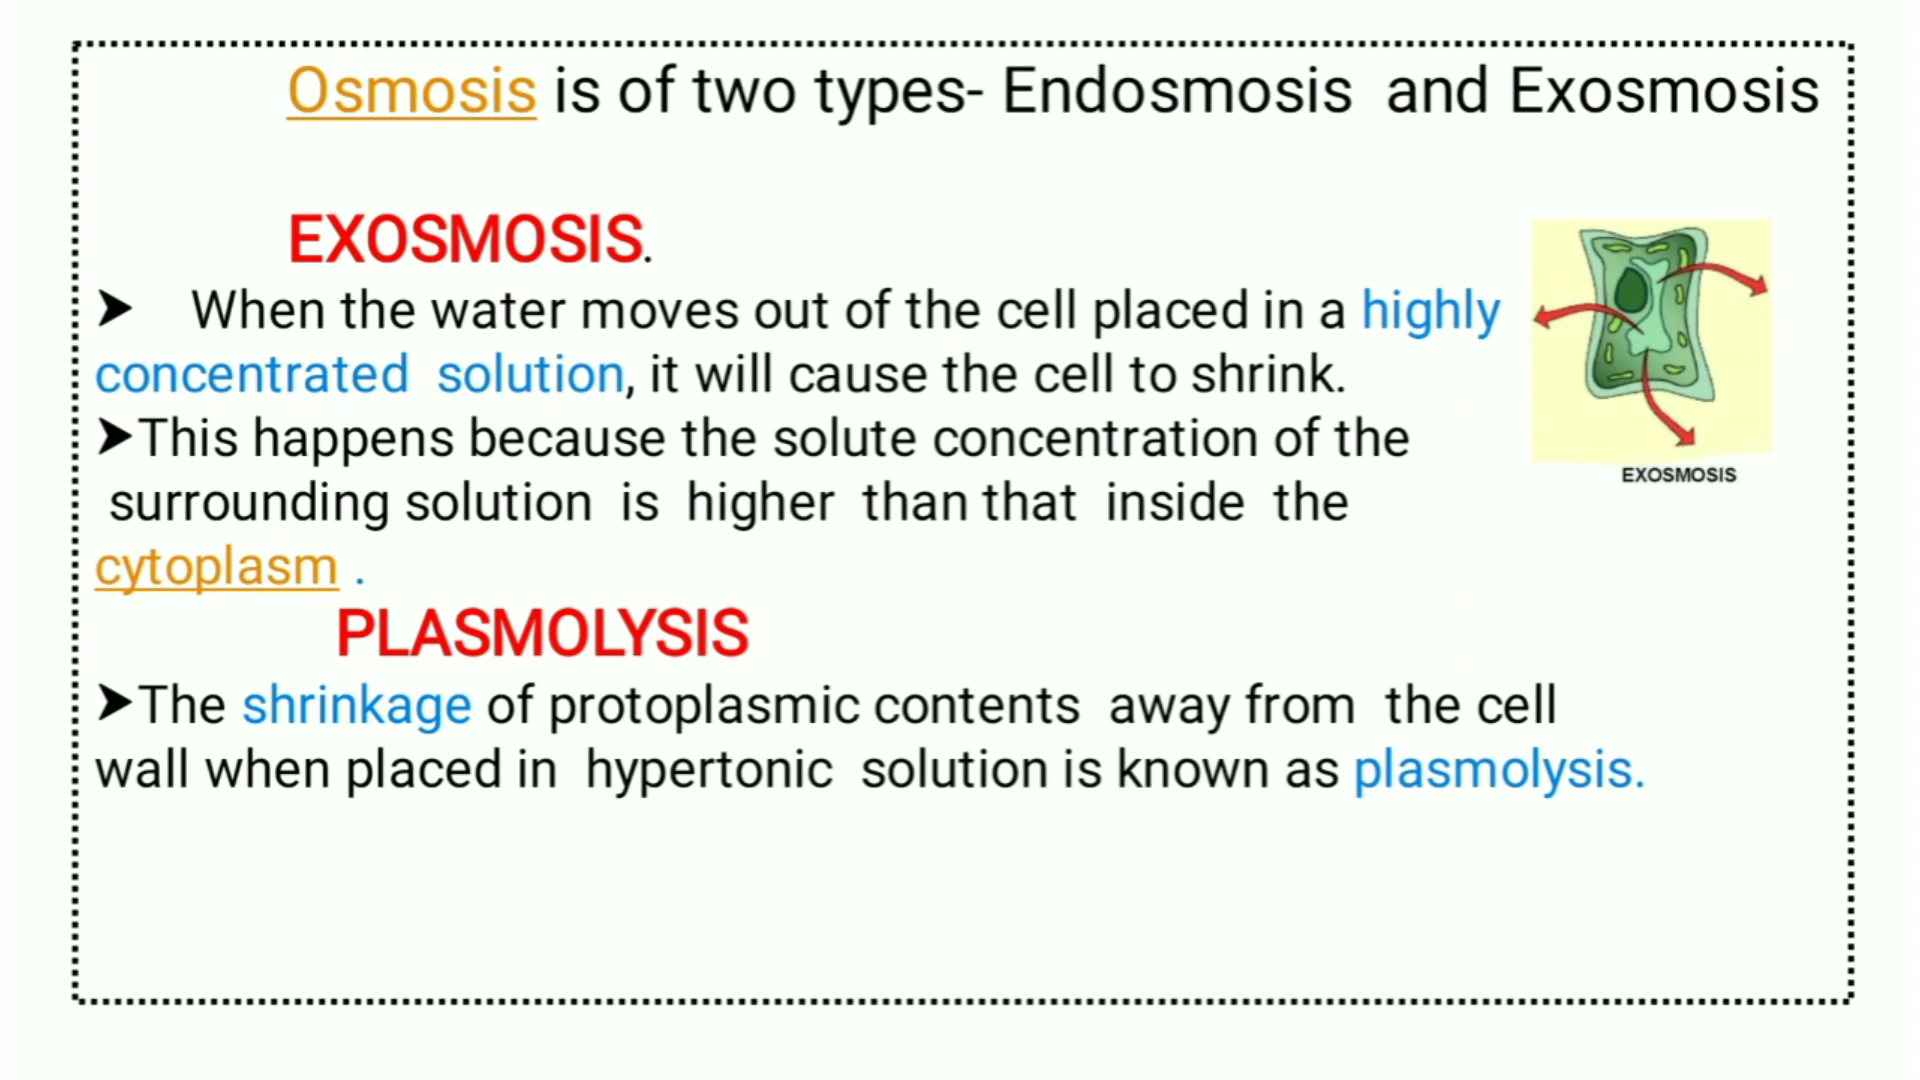 Osmosis is of two types- Endosmosis and Exosmosis
EXOSMOSIS.
➤ When the water moves out of the cell placed in a highly
concentrated solution, it will cause the cell to shrink.
➤This happens because the solute concentration of the
surrounding solution is higher than that inside the
cytoplasm .
EXOSMOSIS
PLASMOLYSIS
➤The shrinkage of protoplasmic contents away from the cell
wall when placed in hypertonic solution is known as plasmolysis.